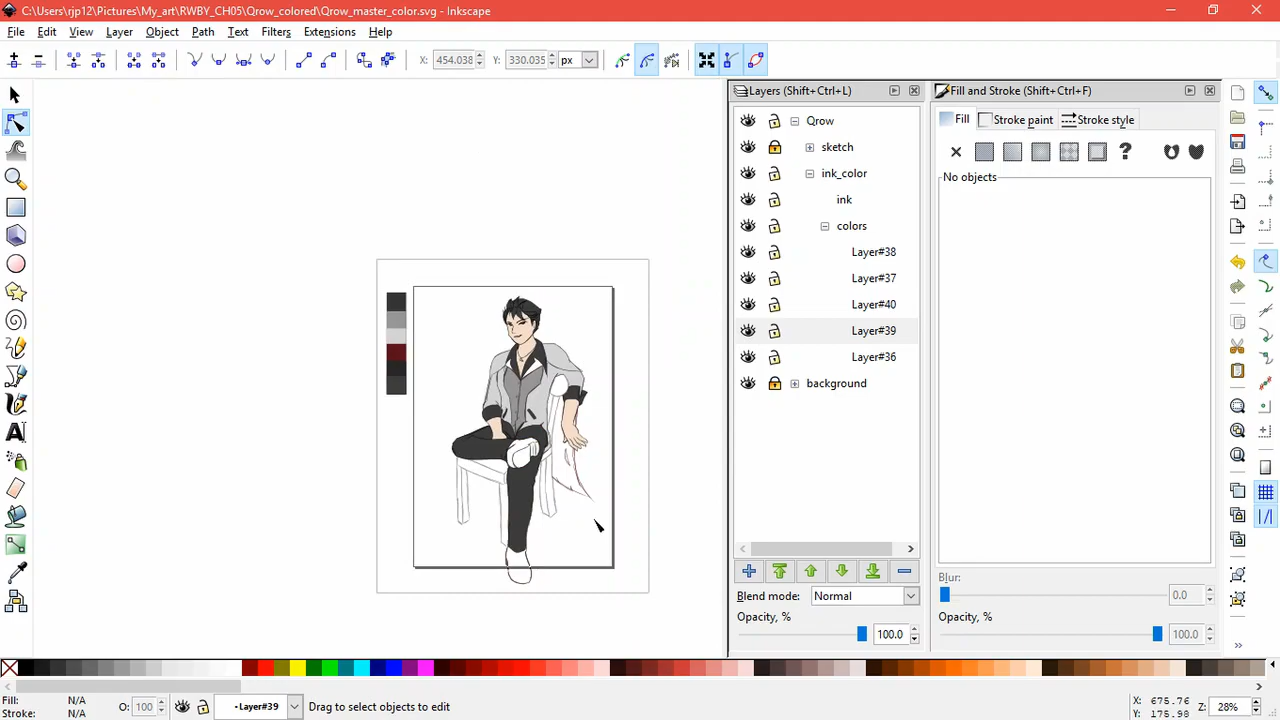 C:\Users\rjp12\Pictures\My_art\RWBY_CH05\Qrow_colored\Qrow_master_color.svg - Inkscape
File Edit View Layer Object Path Text Filters Extensions Help
X: 454.038 Y: 330.035 px
Layers (Shift+Ctrl+L)
Fill and Stroke (Shift+Ctrl+F)
Qrow
sketch
ink_color
ink
colors
Layer#38
Layer#37
Layer#40
Layer#39
Layer#36
background
Blend mode: Normal
Opacity, %
100.0
Fill Stroke paint Stroke style
?
No objects
Blur:
0.0
Opacity, %
100.0
Fill: N/A
Stroke: N/A
O: 100
-Layer#39
Drag to select objects to edit
X: 675.76
Y: 175.98
Z: 28%